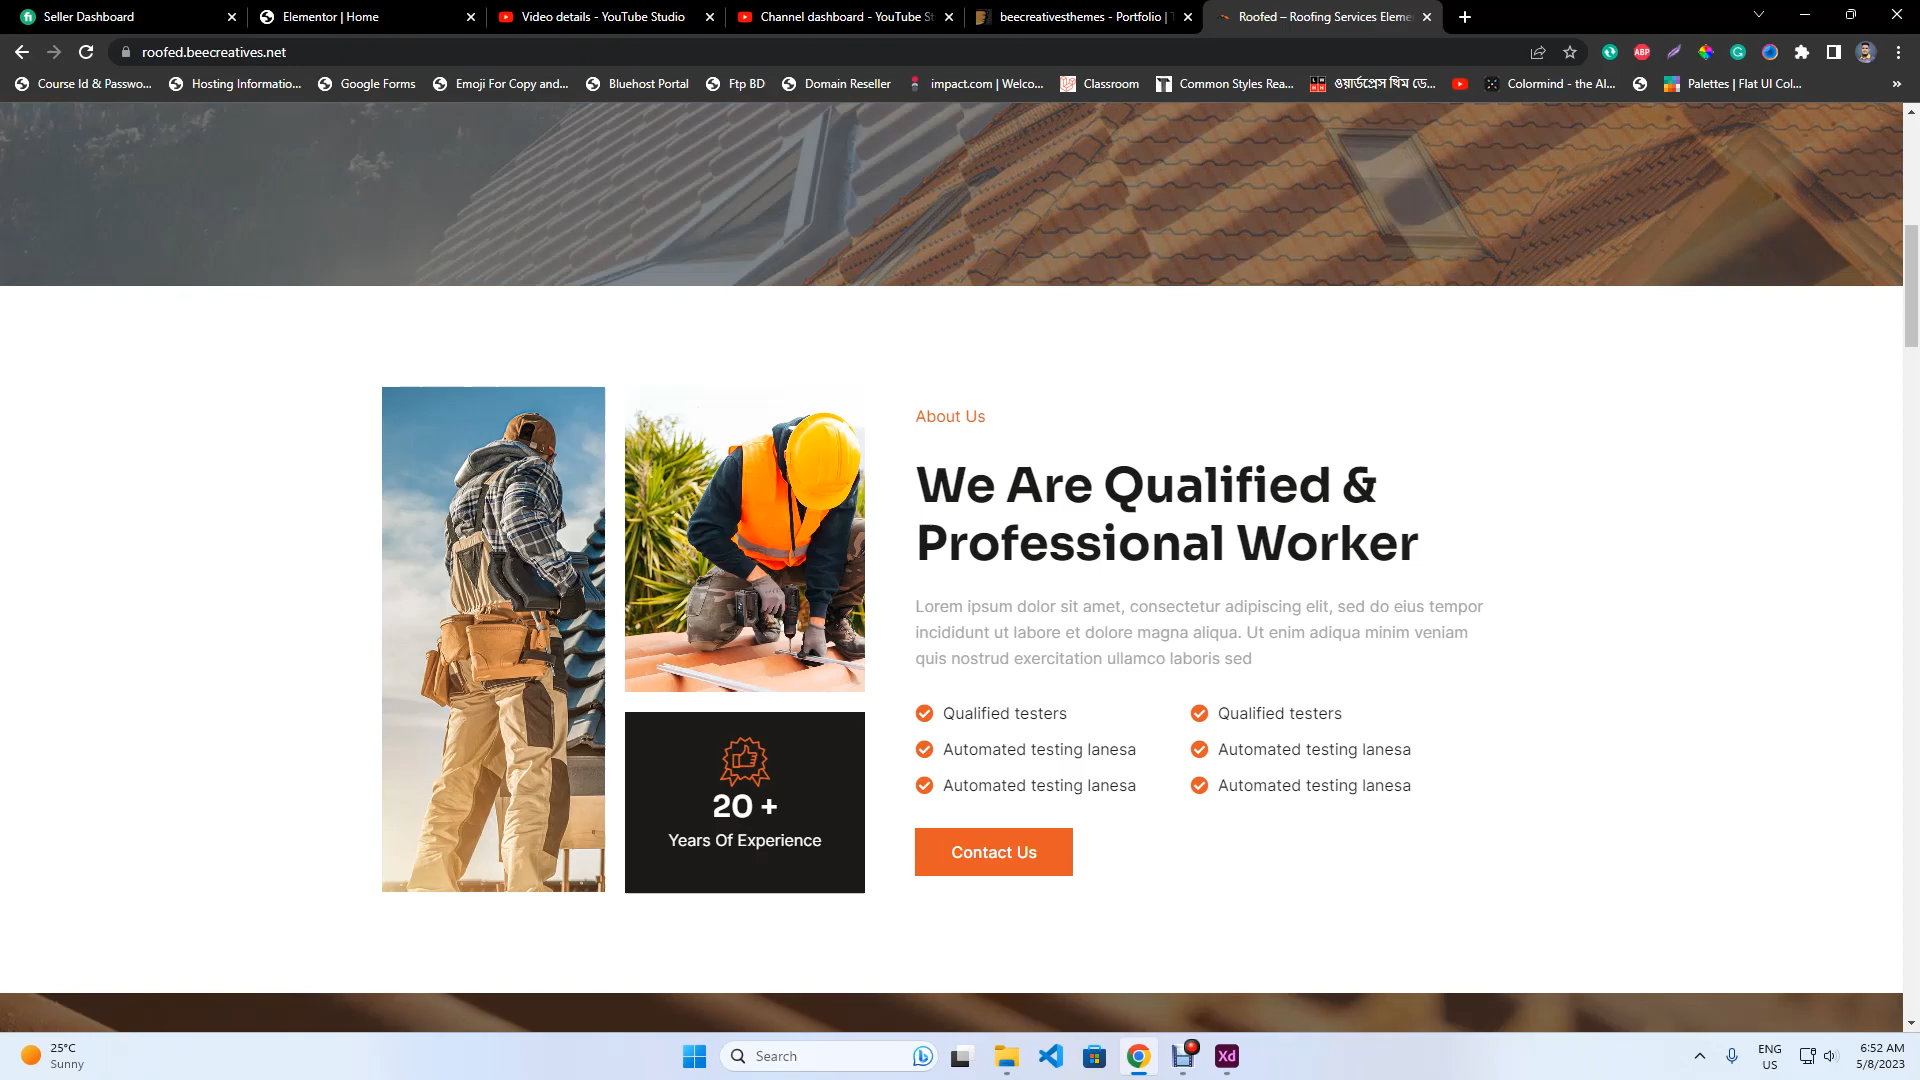 Seller Dashboard
Elementor | Home
Video details - YouTube Studio
Channel dashboard - YouTube S
beecreativesthemes - Portfolio |
Roofed – Roofing Services Eleme
roofed.beecreatives.net
ABP
Course Id & Passwo...
Hosting Informatio...
Google Forms
Emoji For Copy and...
Bluehost Portal
Ftp BD
Domain Reseller
impact.com | Welco...
Classroom
Common Styles Rea...
ওয়ার্ডপ্রেস থিম ডে...
Colormind - the AI...
Palettes | Flat UI Col...
»
About Us
We Are Qualified &
Professional Worker
Lorem ipsum dolor sit amet, consectetur adipiscing elit, sed do eius tempor
incididunt ut labore et dolore magna aliqua. Ut enim adiqua minim veniam
quis nostrud exercitation ullamco laboris sed
Qualified testers
Qualified testers
Automated testing lanesa
Automated testing lanesa
Automated testing lanesa
Automated testing lanesa
20 +
Years Of Experience
Contact Us
25°C
Sunny
Search
Xd
ENG
US
6:52 AM
5/8/2023